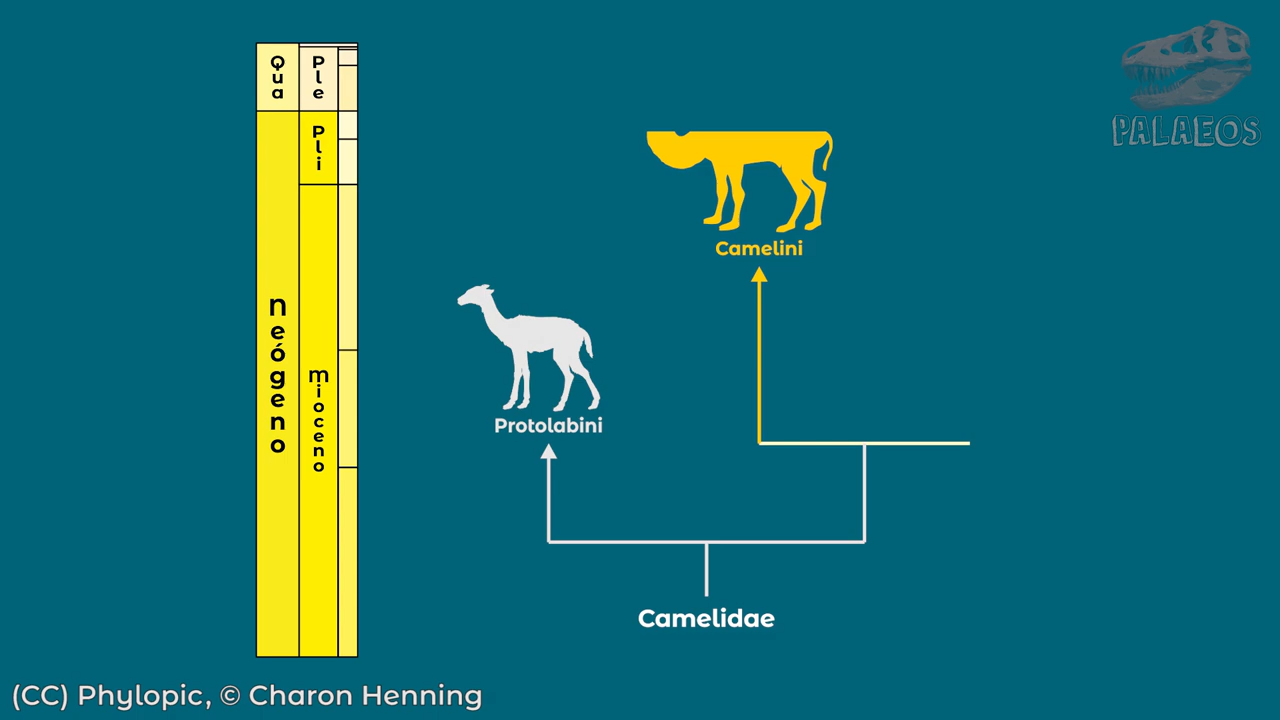 Qua
Ple
Pli
Neógeno
Mioceno
PALAEOS
Camelini
Protolabini
Camelidae
(CC) Phylopic, © Charon Henning